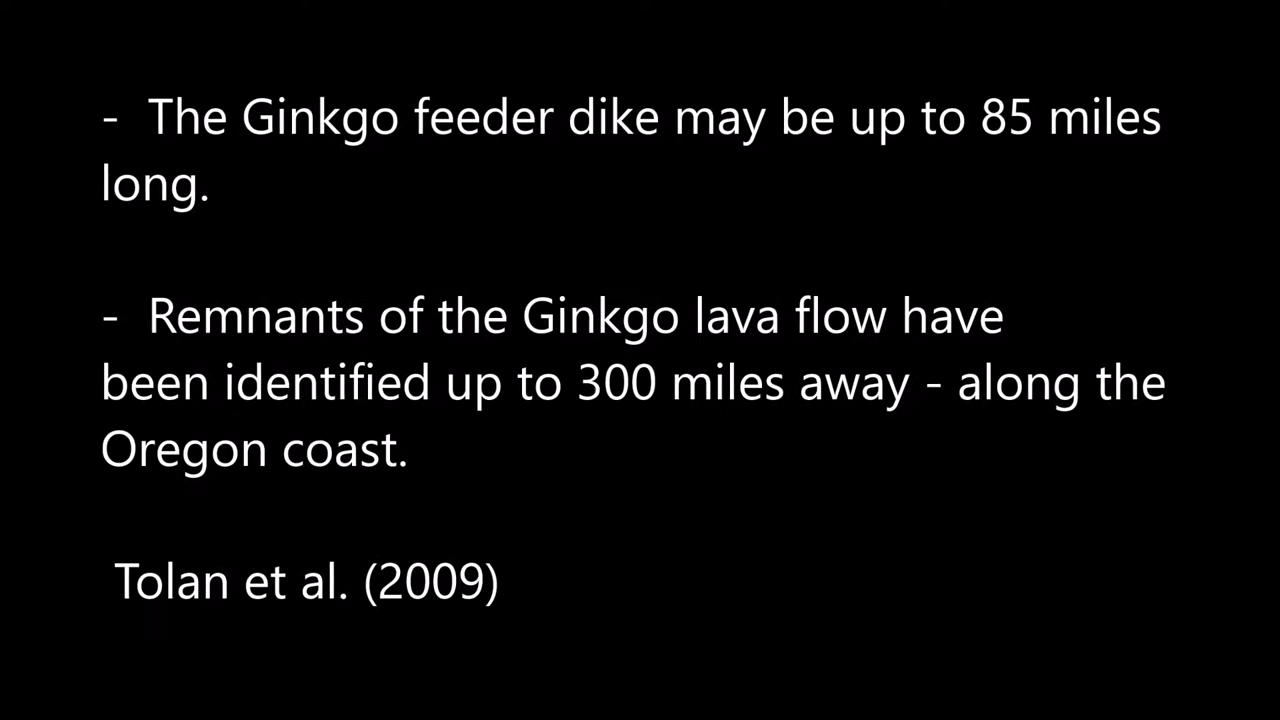 - The Ginkgo feeder dike may be up to 85 miles
long.
- Remnants of the Ginkgo lava flow have
been identified up to 300 miles away - along the
Oregon coast.
Tolan et al. (2009)